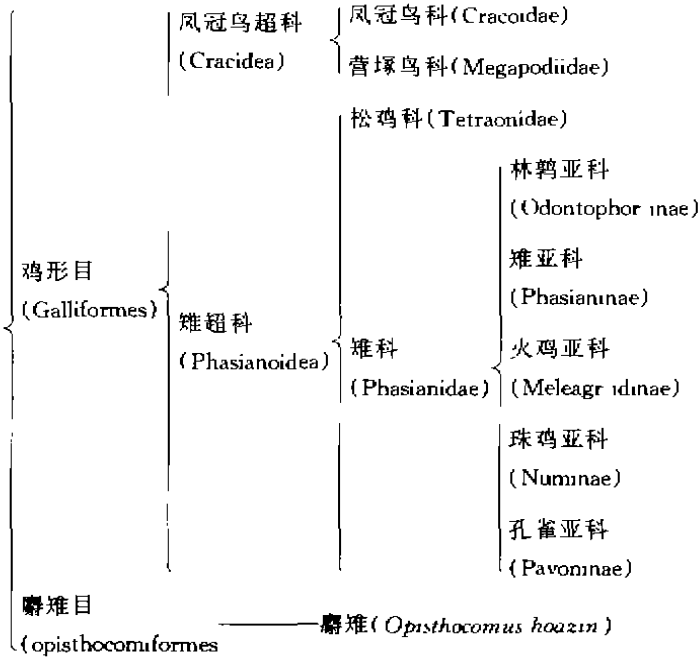 凤冠鸟超科
(Cracidea)
凤冠鸟科(Cracoidae)
营塚鸟科(Megapodiidae)
松鸡科(Tetraonidae)
林鹑亚科
(Odontophor inae)
雉亚科
(Phasianinae)
鸡形目
(Galliformes)
雉超科
(Phasianoidea)
雉科
(Phasianidae)
火鸡亚科
(Meleagr idinae)
珠鸡亚科
(Numinae)
孔雀亚科
(Pavoninae)
麝雉目
(opisthocomiformes
麝雉(Opisthocomus hoazin)